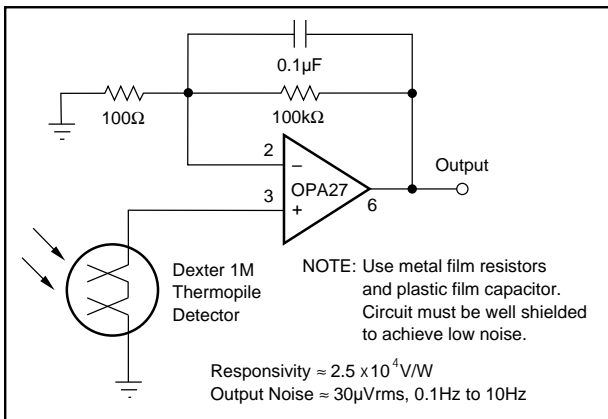 0.1µF
100Ω
100kΩ
2
–
OPA27
3
+
6
Output
Dexter 1M
Thermopile
Detector
NOTE: Use metal film resistors
and plastic film capacitor.
Circuit must be well shielded
to achieve low noise.
Responsivity ≈ 2.5 x 10⁴V/W
Output Noise ≈ 30µVrms, 0.1Hz to 10Hz